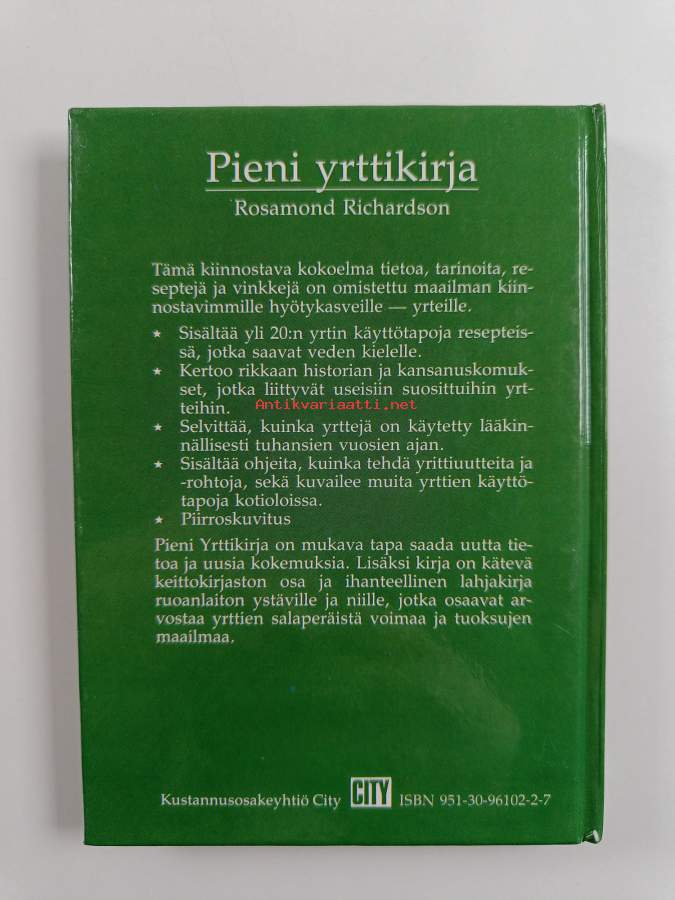 Pieni yrttikirja
Rosamond Richardson
Tämä kiinnostava kokoelma tietoa, tarinoita, re-
septejä ja vinkkejä on omistettu maailman kiin-
nostavimmille hyötykasveille — yrteille.
★ Sisältää yli 20:n yrtin käyttötapoja resepteis-
sä, jotka saavat veden kielelle.
★ Kertoo rikkaan historian ja kansanuskomuk-
set, jotka liittyvät useisiin suosittuihin yrt-
teihin.
Antikvariaatti.net
★ Selvittää, kuinka yrttejä on käytetty lääkin-
nällisesti tuhansien vuosien ajan.
★ Sisältää ohjeita, kuinka tehdä yrittiuutteita ja
-rohtoja, sekä kuvailee muita yrttien käyttö-
tapoja kotioloissa.
★ Piirroskuvitus
Pieni Yrttikirja on mukava tapa saada uutta tie-
toa ja uusia kokemuksia. Lisäksi kirja on kätevä
keittokirjaston osa ja ihanteellinen lahjakirja
ruoanlaiton ystäville ja niille, jotka osaavat ar-
vostaa yrttien salaperäistä voimaa ja tuoksujen
maailmaa.
Kustannusosakeyhtiö City CITY ISBN 951-30-96102-2-7